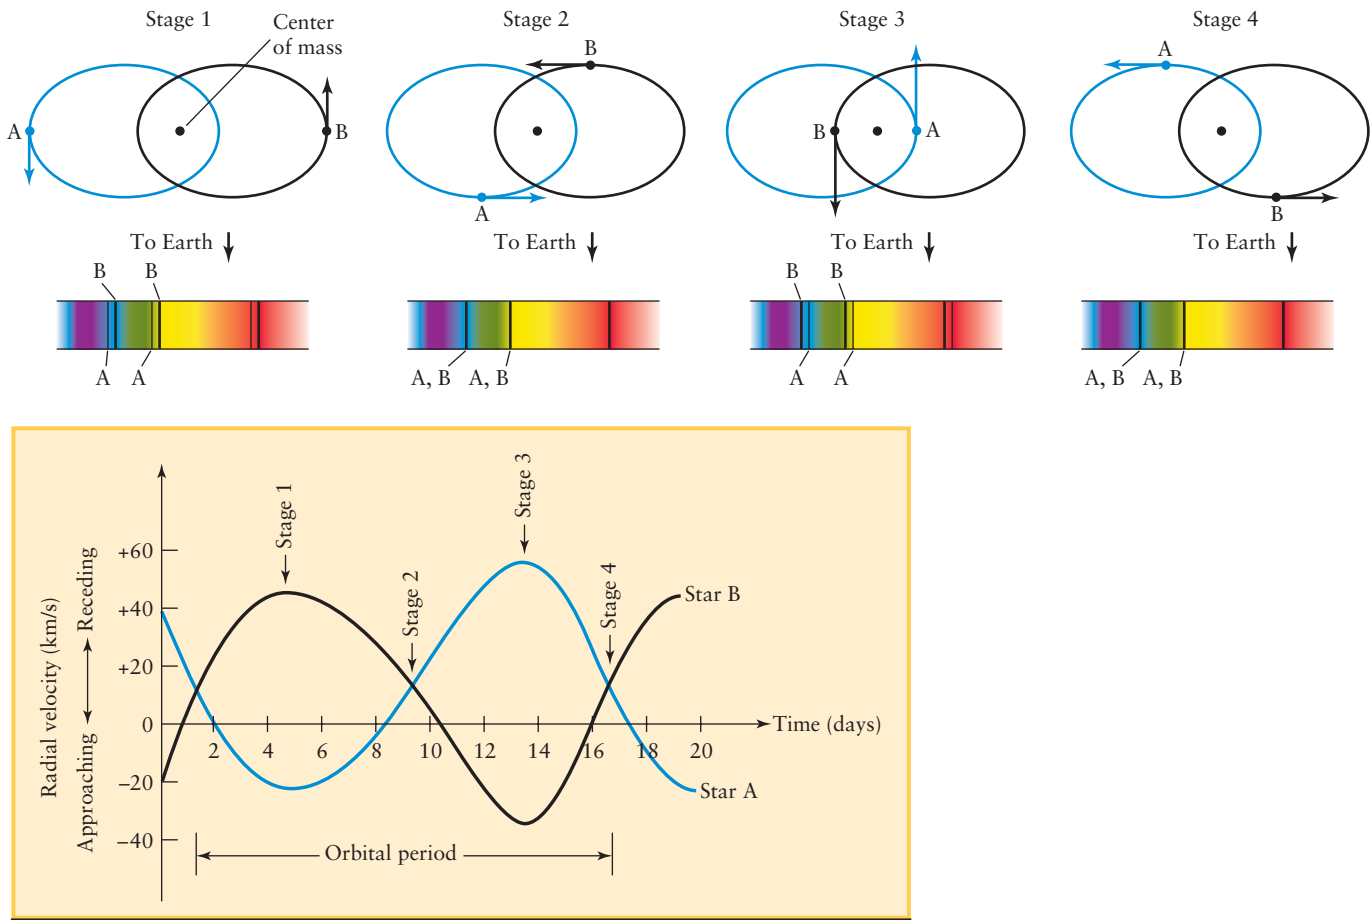 Stage 1
Center
of mass
A
B
Stage 2
B
A
Stage 3
B
A
Stage 4
A
B
To Earth
To Earth
To Earth
To Earth
B
B
A
A
A, B
A, B
B
B
A
A
A, B
A, B
Radial velocity (km/s)
Approaching
Receding
+60
+40
+20
0
–20
–40
Stage 1
Stage 2
Stage 3
Stage 4
Star B
Time (days)
2
4
6
8
10
12
14
16
18
20
Star A
Orbital period